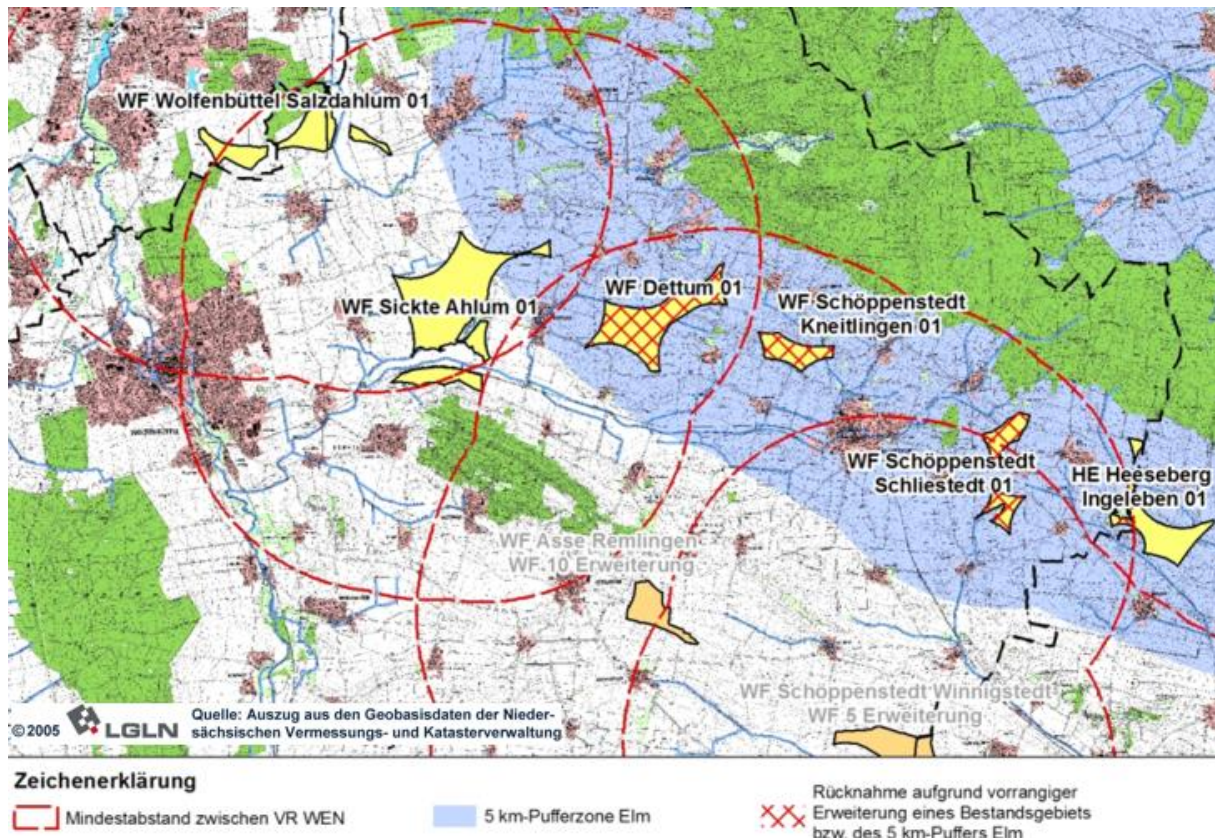 WF Wolfenbüttel Salzdahlum 01
WF Sickte Ahlum 01
WF Dettum 01
WF Schöppenstedt
Kneitlingen 01
WF Schöppenstedt
Schliestedt 01
HE Heeseberg
Ingeleben 01
WF Asse Remlingen
WF 10 Erweiterung
WF Schöppenstedt Winnigstedt
WF 5 Erweiterung
© 2005 LGLN
Quelle: Auszug aus den Geobasisdaten der Nieder-
sächsischen Vermessungs- und Katasterverwaltung
Zeichenerklärung
Mindestabstand zwischen VR WEN
5 km-Pufferzone Elm
Rücknahme aufgrund vorrangiger
Erweiterung eines Bestandsgebiets
bzw. des 5 km-Puffers Elm